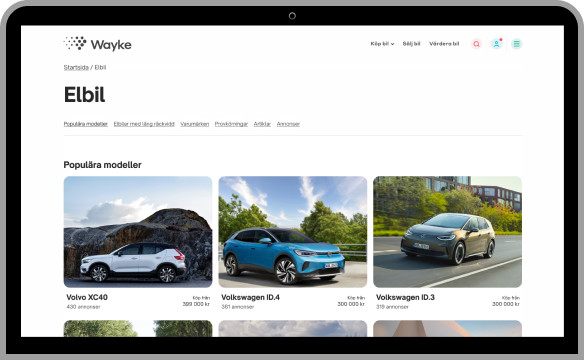 Wayke
Köp bil Sälj bil Värdera bil
Startsida / Elbil
Elbil
Populära modeller Elbilar med lång räckvidd Varumärken Provkörningar Artiklar Annonser
Populära modeller
Volvo XC40 Köp från
430 annonser 399 000 kr
Volkswagen ID.4 Köp från
381 annonser 300 000 kr
Volkswagen ID.3 Köp från
319 annonser 300 000 kr